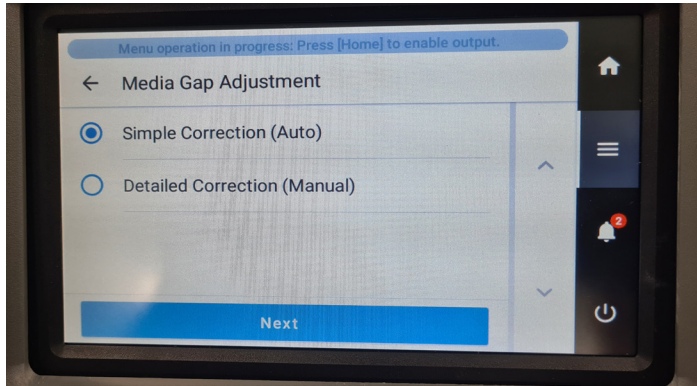 Menu operation in progress: Press [Home] to enable output.
Media Gap Adjustment
Simple Correction (Auto)
Detailed Correction (Manual)
2
Next